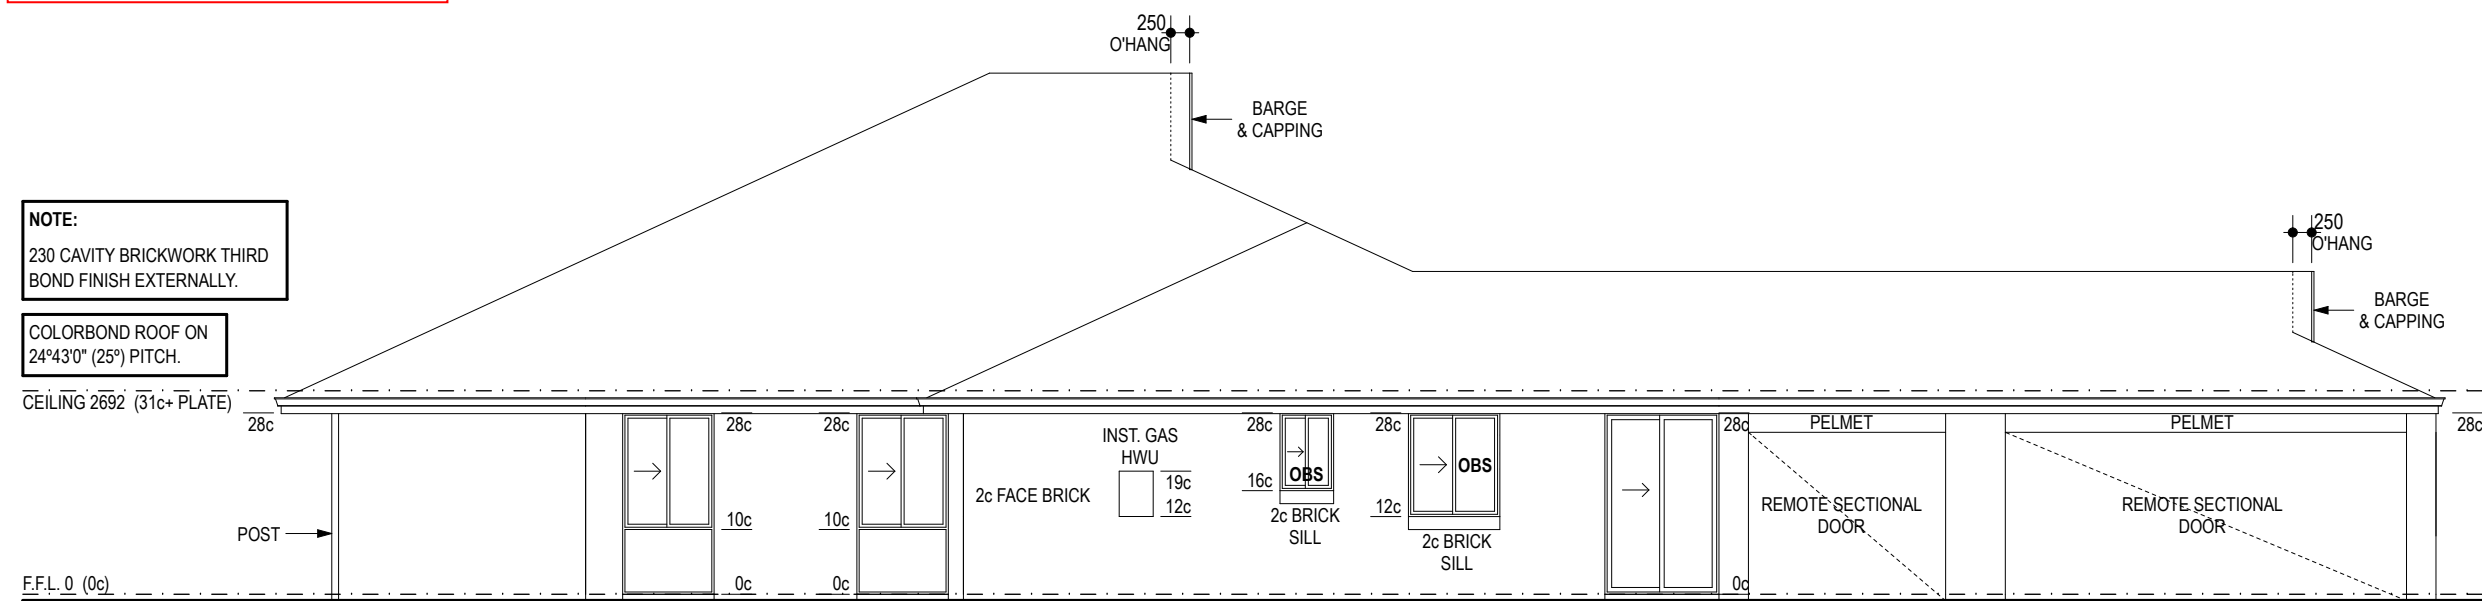 250
O'HANG
BARGE
& CAPPING
NOTE:
230 CAVITY BRICKWORK THIRD
BOND FINISH EXTERNALLY.
COLORBOND ROOF ON
24º43'0" (25º) PITCH.
250
O'HANG
BARGE
& CAPPING
CEILING 2692 (31c+ PLATE)
28c
28c
28c
28c
28c
28c
28c
PELMET
PELMET
INST. GAS
HWU
19c
12c
2c FACE BRICK
16c
OBS
OBS
2c BRICK
SILL
12c
2c BRICK
SILL
10c
10c
REMOTE SECTIONAL
DOOR
REMOTE SECTIONAL
DOOR
POST
F.F.L. 0 (0c)
0c
0c
0c